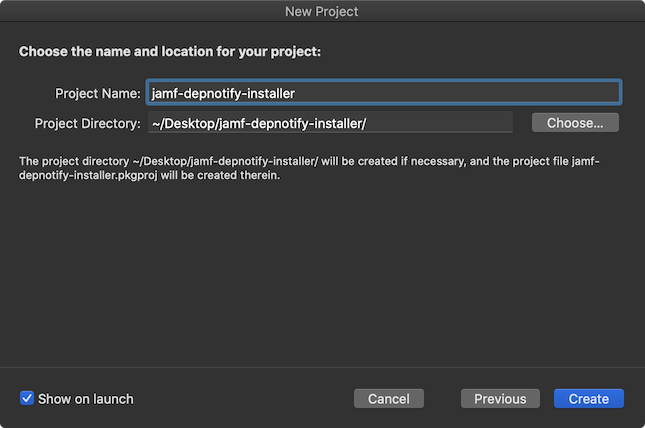 New Project
Choose the name and location for your project:
Project Name: jamf-depnotify-installer
Project Directory: ~/Desktop/jamf-depnotify-installer/ Choose...
The project directory ~/Desktop/jamf-depnotify-installer/ will be created if necessary, and the project file jamf-
depnotify-installer.pkgproj will be created therein.
Show on launch Cancel Previous Create